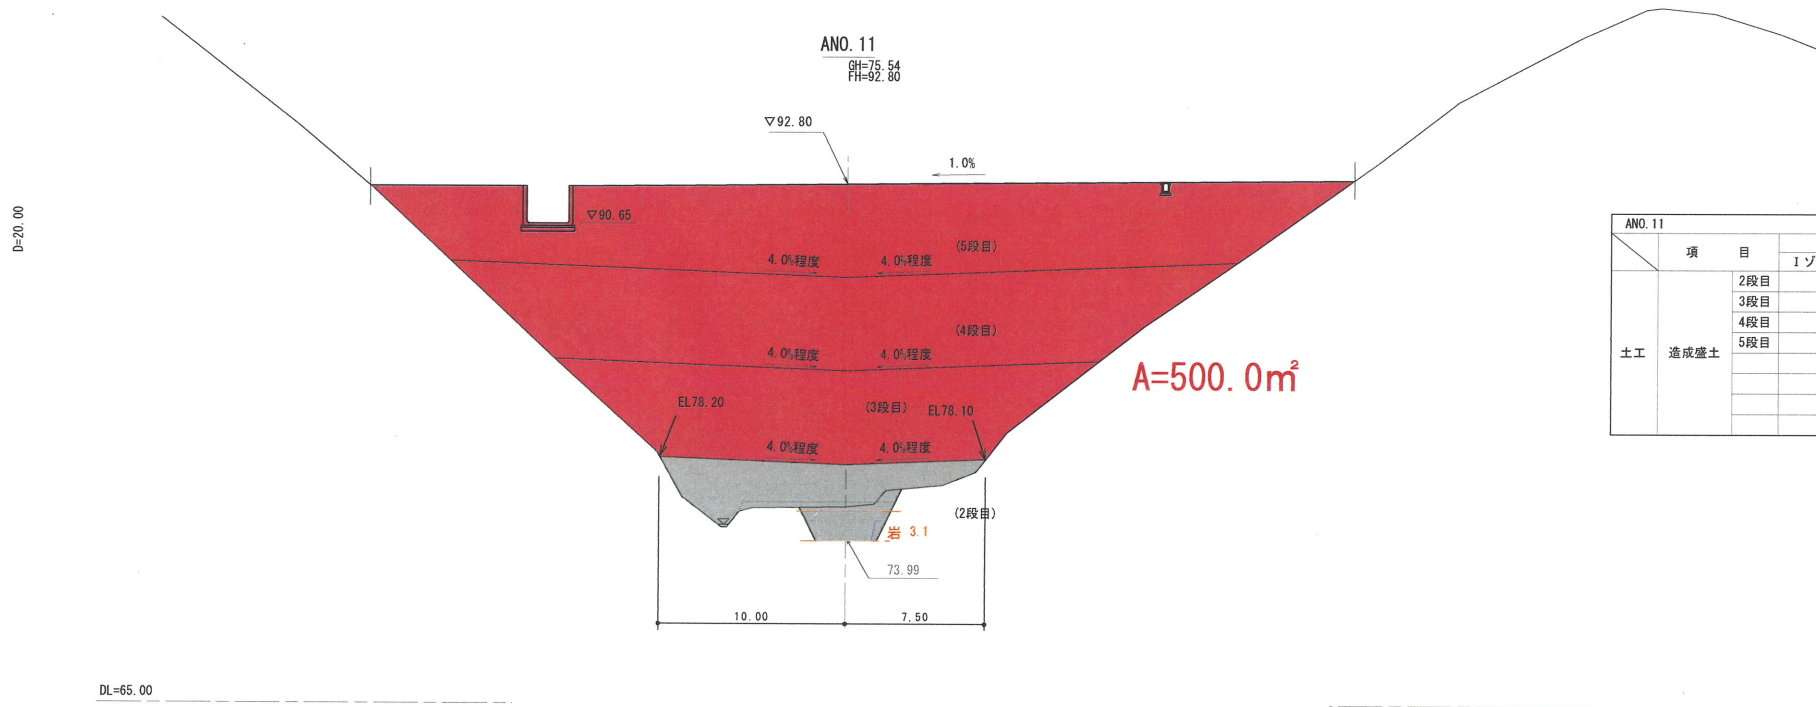 ANO. 11
GH=75.54
FH=92.80
▽92.80
1.0%
D=20.00
▽90.65
(5段目)
4.0%程度 4.0%程度
(4段目)
4.0%程度 4.0%程度
A=500.0㎡
EL78.20 (3段目) EL78.10
4.0%程度 4.0%程度
(2段目)
岩 3.1
73.99
10.00 7.50
DL=65.00
ANO.11
項 目
Iゾ
2段目
3段目
4段目
5段目
土工 造成盛土